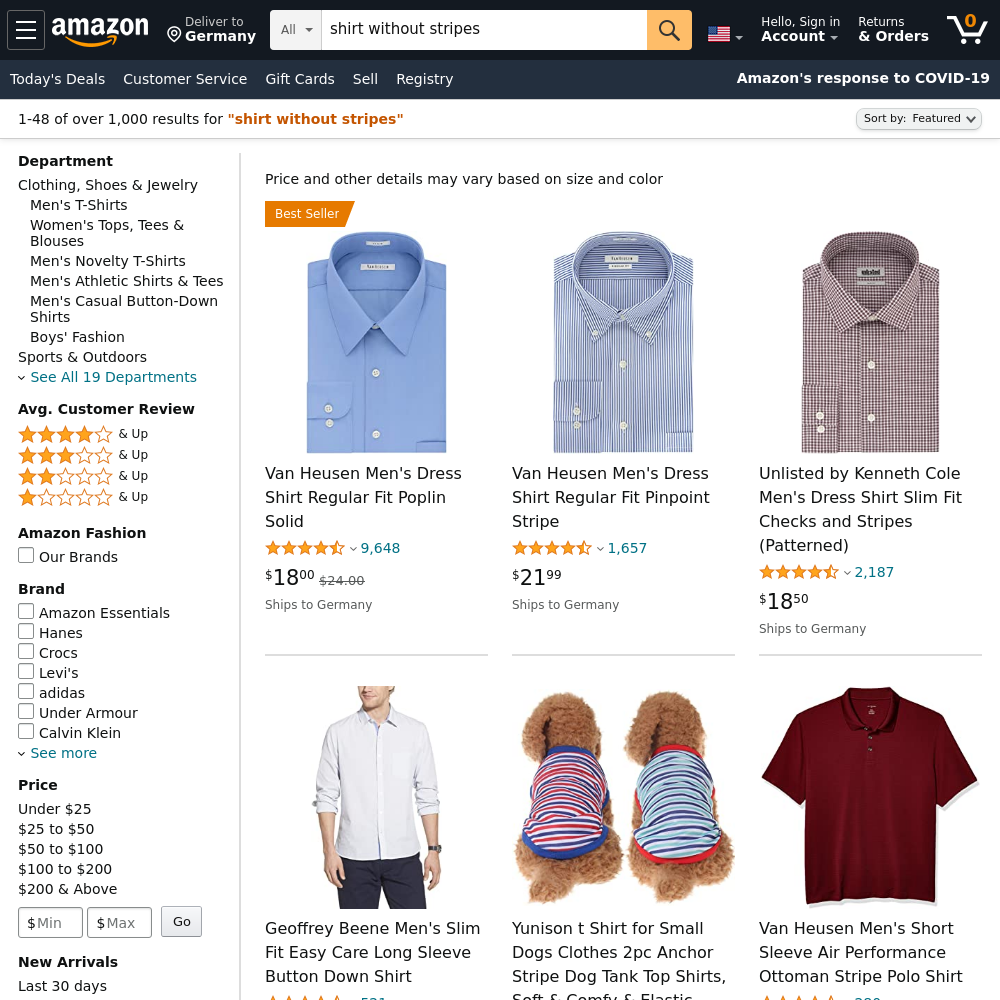 amazon
Deliver to
Germany
All
shirt without stripes
Hello, Sign in
Account
Returns
& Orders
0
Today's Deals
Customer Service
Gift Cards
Sell
Registry
Amazon's response to COVID-19
1-48 of over 1,000 results for "shirt without stripes"
Sort by: Featured
Department
Clothing, Shoes & Jewelry
Men's T-Shirts
Women's Tops, Tees &
Blouses
Men's Novelty T-Shirts
Men's Athletic Shirts & Tees
Men's Casual Button-Down
Shirts
Boys' Fashion
Sports & Outdoors
See All 19 Departments
Avg. Customer Review
& Up
& Up
& Up
& Up
Amazon Fashion
Our Brands
Brand
Amazon Essentials
Hanes
Crocs
Levi's
adidas
Under Armour
Calvin Klein
See more
Price
Under $25
$25 to $50
$50 to $100
$100 to $200
$200 & Above
$ Min
$ Max
Go
New Arrivals
Last 30 days
Price and other details may vary based on size and color
Best Seller
Van Heusen Men's Dress
Shirt Regular Fit Poplin
Solid
9,648
$1800 $24.00
Ships to Germany
Van Heusen Men's Dress
Shirt Regular Fit Pinpoint
Stripe
1,657
$2199
Ships to Germany
Unlisted by Kenneth Cole
Men's Dress Shirt Slim Fit
Checks and Stripes
(Patterned)
2,187
$1850
Ships to Germany
Geoffrey Beene Men's Slim
Fit Easy Care Long Sleeve
Button Down Shirt
Yunison t Shirt for Small
Dogs Clothes 2pc Anchor
Stripe Dog Tank Top Shirts,
Soft & Comfy & Elastic
Van Heusen Men's Short
Sleeve Air Performance
Ottoman Stripe Polo Shirt